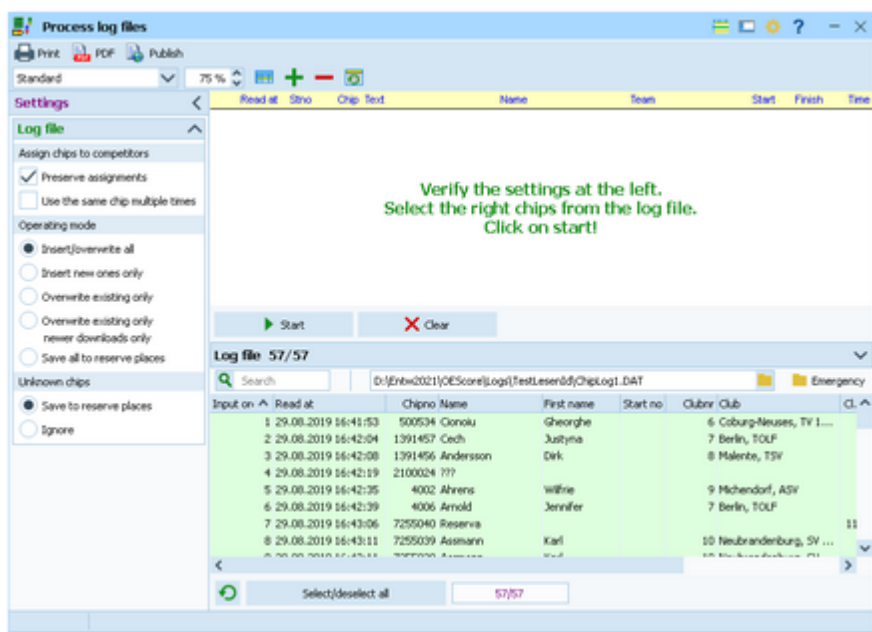 Process log files
?
Print PDF Publish
Standard 75 %
Settings
Read at Stno Chip Text Name Team Start Finish Time
Log file
Assign chips to competitors
Preserve assignments
Use the same chip multiple times
Operating mode
Insert/overwrite all
Insert new ones only
Overwrite existing only
Overwrite existing only
newer downloads only
Save all to reserve places
Unknown chips
Save to reserve places
Ignore
Verify the settings at the left.
Select the right chips from the log file.
Click on start!
Start Clear
Log file 57/57
Search D:\Entw2021\OEScore\Logs\TestLesenIId\ChipLog1.DAT Emergency
Input on Read at Chipno Name First name Start no Clubnr Club Cl.
1 29.08.2019 16:41:53 500534 Cionoiu Gheorghe 6 Coburg-Neuses, TV 1...
2 29.08.2019 16:42:04 1391457 Cech Justyna 7 Berlin, TOLF
3 29.08.2019 16:42:08 1391456 Andersson Dirk 8 Malente, TSV
4 29.08.2019 16:42:19 2100024 ???
5 29.08.2019 16:42:35 4002 Ahrens Wilfrie 9 Michendorf, ASV
6 29.08.2019 16:42:39 4006 Arnold Jennifer 7 Berlin, TOLF
7 29.08.2019 16:43:06 7255040 Reserva 11
8 29.08.2019 16:43:11 7255039 Assmann Karl 10 Neubrandenburg, SV ...
Select/deselect all 57/57